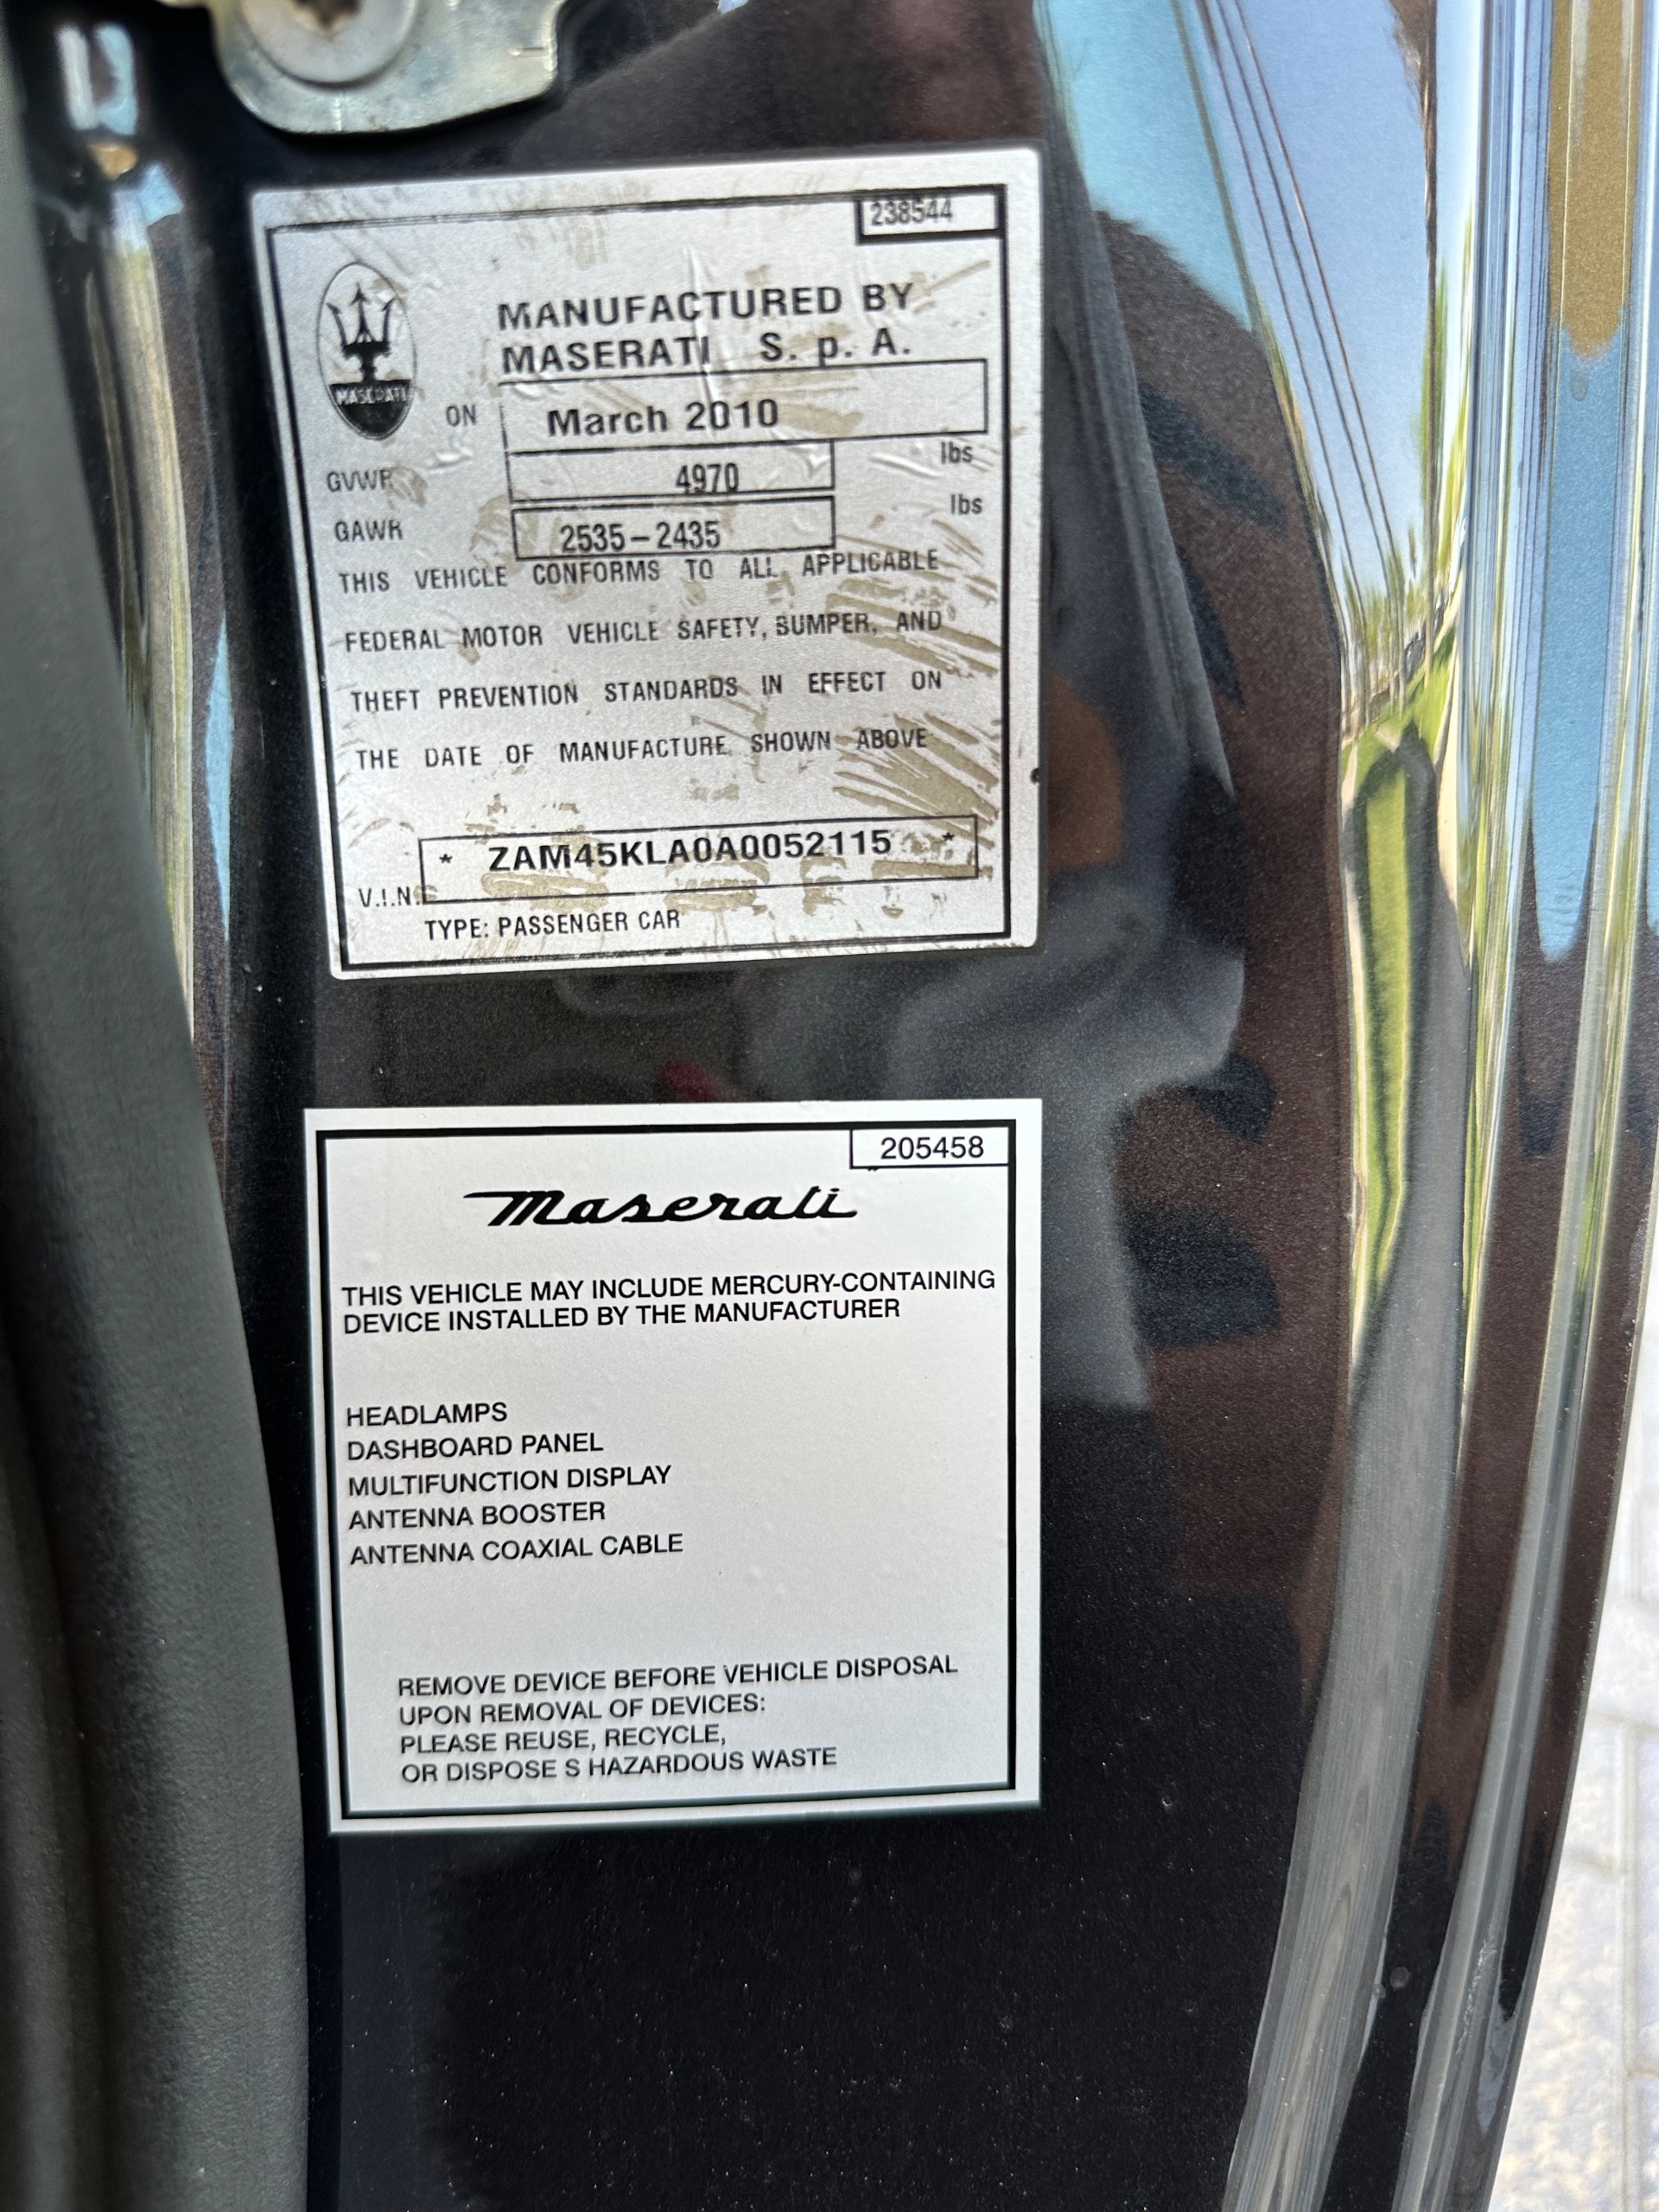 238544
MANUFACTURED BY
MASERATI S. p. A.
MASERATI
ON March 2010
GVWR 4970 lbs
GAWR 2535-2435 lbs
THIS VEHICLE CONFORMS TO ALL APPLICABLE
FEDERAL MOTOR VEHICLE SAFETY, BUMPER, AND
THEFT PREVENTION STANDARDS IN EFFECT ON
THE DATE OF MANUFACTURE SHOWN ABOVE
V.I.N. * ZAM45KLA0A0052115 *
TYPE: PASSENGER CAR
205458
Maserati
THIS VEHICLE MAY INCLUDE MERCURY-CONTAINING
DEVICE INSTALLED BY THE MANUFACTURER
HEADLAMPS
DASHBOARD PANEL
MULTIFUNCTION DISPLAY
ANTENNA BOOSTER
ANTENNA COAXIAL CABLE
REMOVE DEVICE BEFORE VEHICLE DISPOSAL
UPON REMOVAL OF DEVICES:
PLEASE REUSE, RECYCLE,
OR DISPOSE S HAZARDOUS WASTE